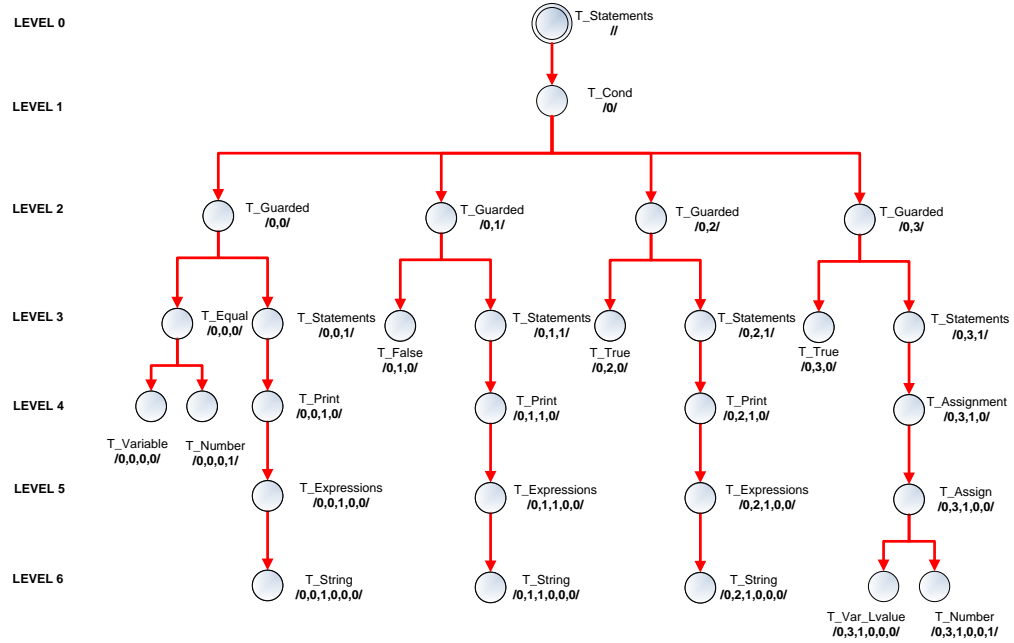 LEVEL 0
T_Statements
//
LEVEL 1
T_Cond
/0/
LEVEL 2
T_Guarded
/0,0/
T_Guarded
/0,1/
T_Guarded
/0,2/
T_Guarded
/0,3/
LEVEL 3
T_Equal
/0,0,0/
T_Statements
/0,0,1/
T_False
/0,1,0/
T_Statements
/0,1,1/
T_True
/0,2,0/
T_Statements
/0,2,1/
T_True
/0,3,0/
T_Statements
/0,3,1/
LEVEL 4
T_Variable
/0,0,0,0/
T_Number
/0,0,0,1/
T_Print
/0,0,1,0/
T_Print
/0,1,1,0/
T_Print
/0,2,1,0/
T_Assignment
/0,3,1,0/
LEVEL 5
T_Expressions
/0,0,1,0,0/
T_Expressions
/0,1,1,0,0/
T_Expressions
/0,2,1,0,0/
T_Assign
/0,3,1,0,0/
LEVEL 6
T_String
/0,0,1,0,0,0/
T_String
/0,1,1,0,0,0/
T_String
/0,2,1,0,0,0/
T_Var_Lvalue
/0,3,1,0,0,0/
T_Number
/0,3,1,0,0,1/